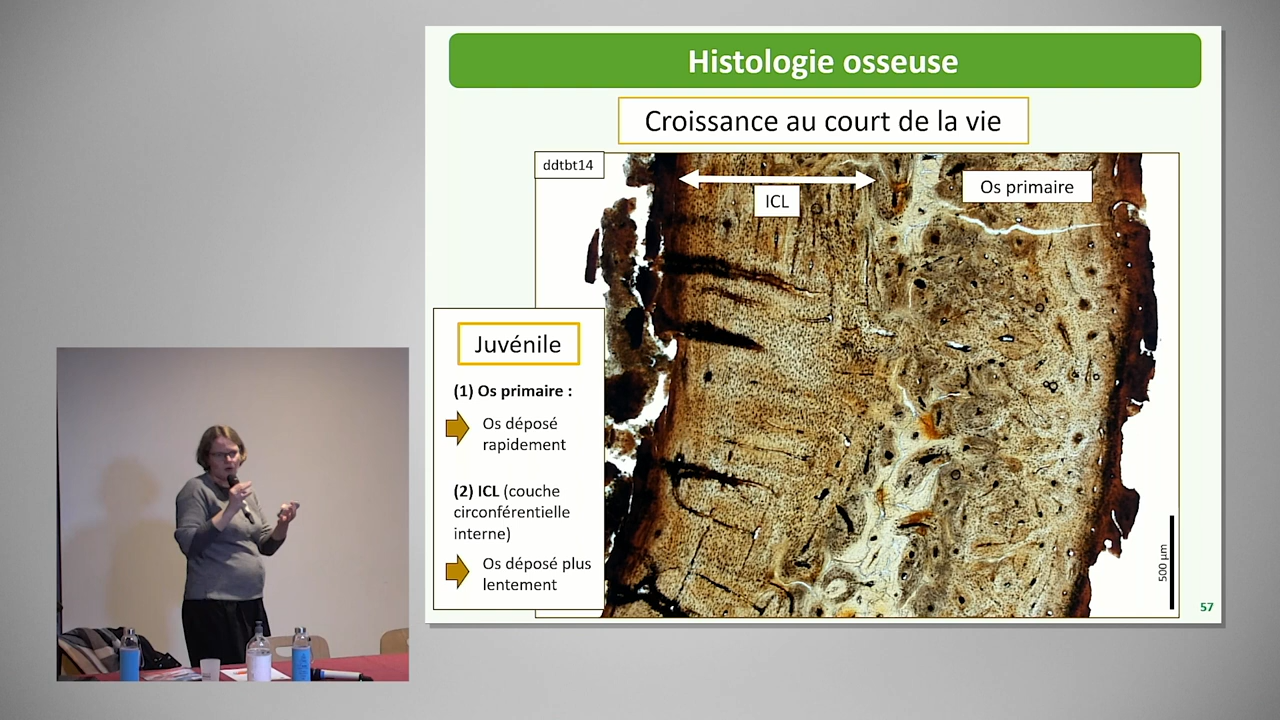 Histologie osseuse
Croissance au court de la vie
ddtbt14
ICL
Os primaire
Juvénile
(1) Os primaire :
Os déposé
rapidement
(2) ICL (couche
circonférentielle
interne)
Os déposé plus
lentement
500 µm
57